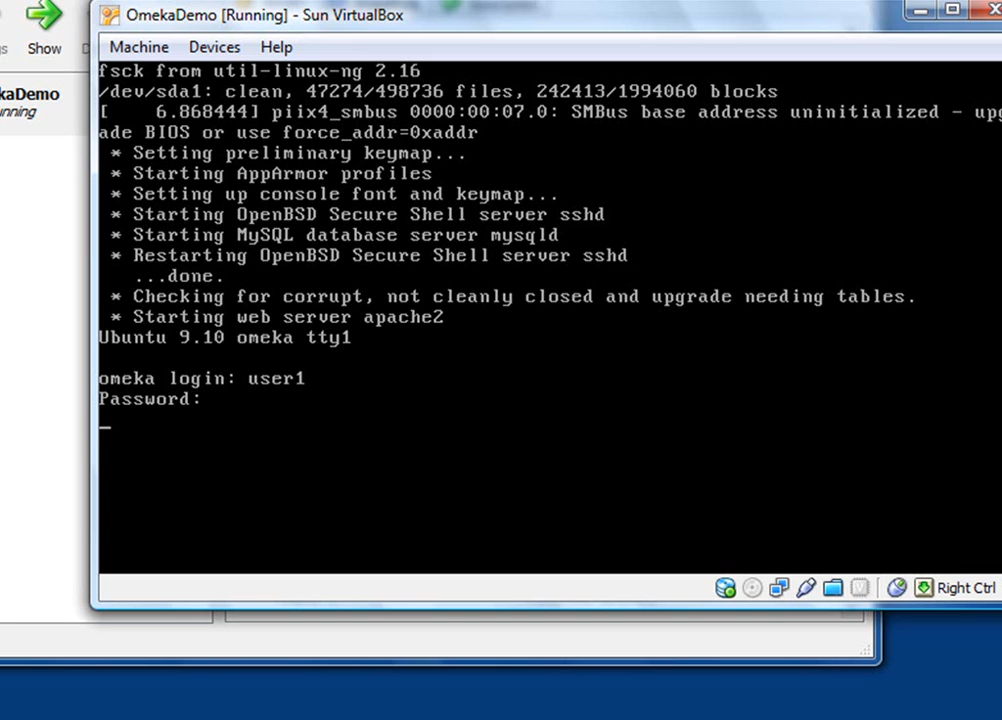 OmekaDemo [Running] - Sun VirtualBox
Show
Machine Devices Help
kaDemo
unning
fsck from util-linux-ng 2.16
/dev/sda1: clean, 47274/498736 files, 242413/1994060 blocks
[    6.868444] piix4_smbus 0000:00:07.0: SMBus base address uninitialized - upg
ade BIOS or use force_addr=0xaddr
 * Setting preliminary keymap...
 * Starting AppArmor profiles
 * Setting up console font and keymap...
 * Starting OpenBSD Secure Shell server sshd
 * Starting MySQL database server mysqld
 * Restarting OpenBSD Secure Shell server sshd
   ...done.
 * Checking for corrupt, not cleanly closed and upgrade needing tables.
 * Starting web server apache2
Ubuntu 9.10 omeka tty1
omeka login: user1
Password:
_
Right Ctrl